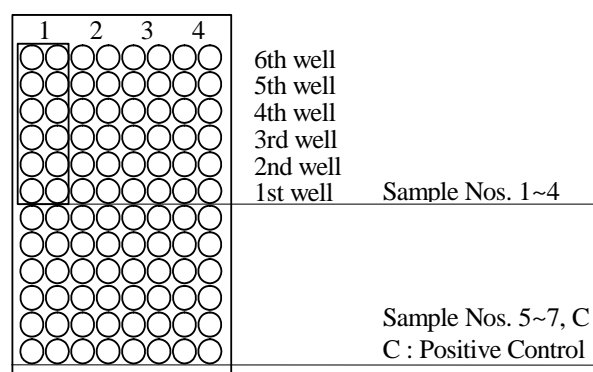 1 2 3 4
6th well
5th well
4th well
3rd well
2nd well
1st well Sample Nos. 1~4
Sample Nos. 5~7, C
C : Positive Control